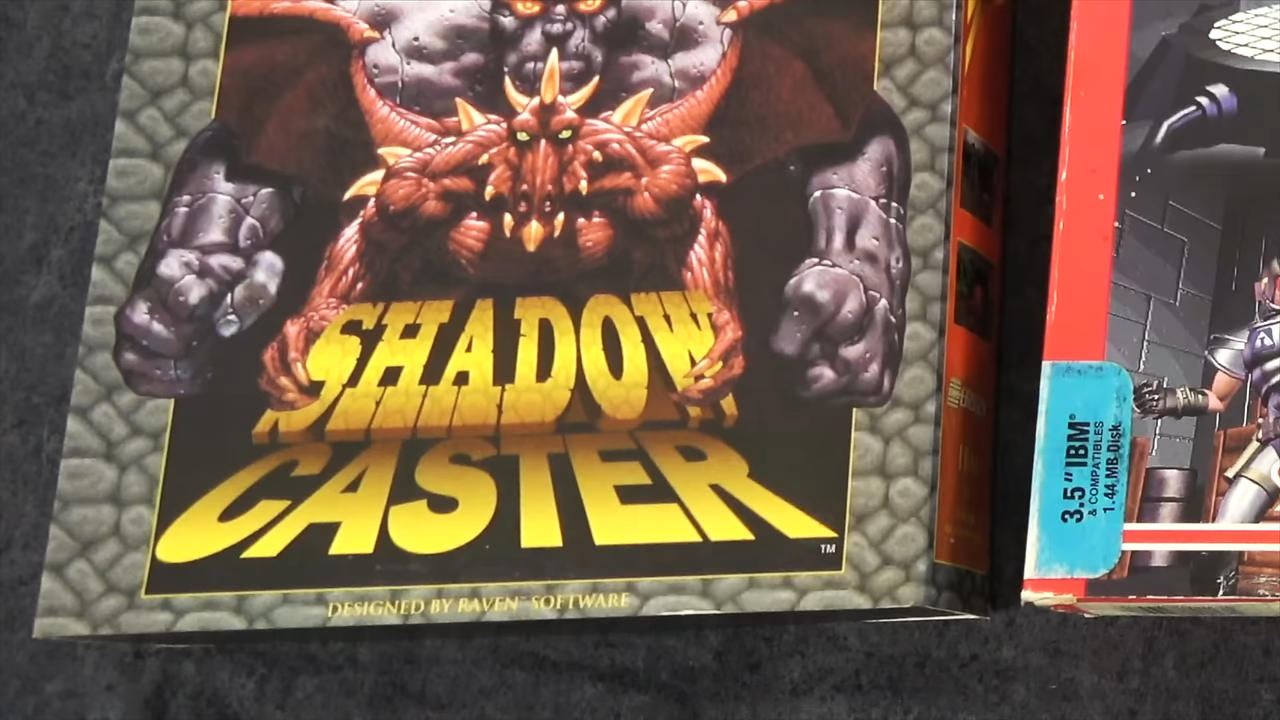 SHADOW
CASTER
TM
DESIGNED BY RAVEN™ SOFTWARE
3.5" IBM®
& COMPATIBLES
1.44 MB Disk